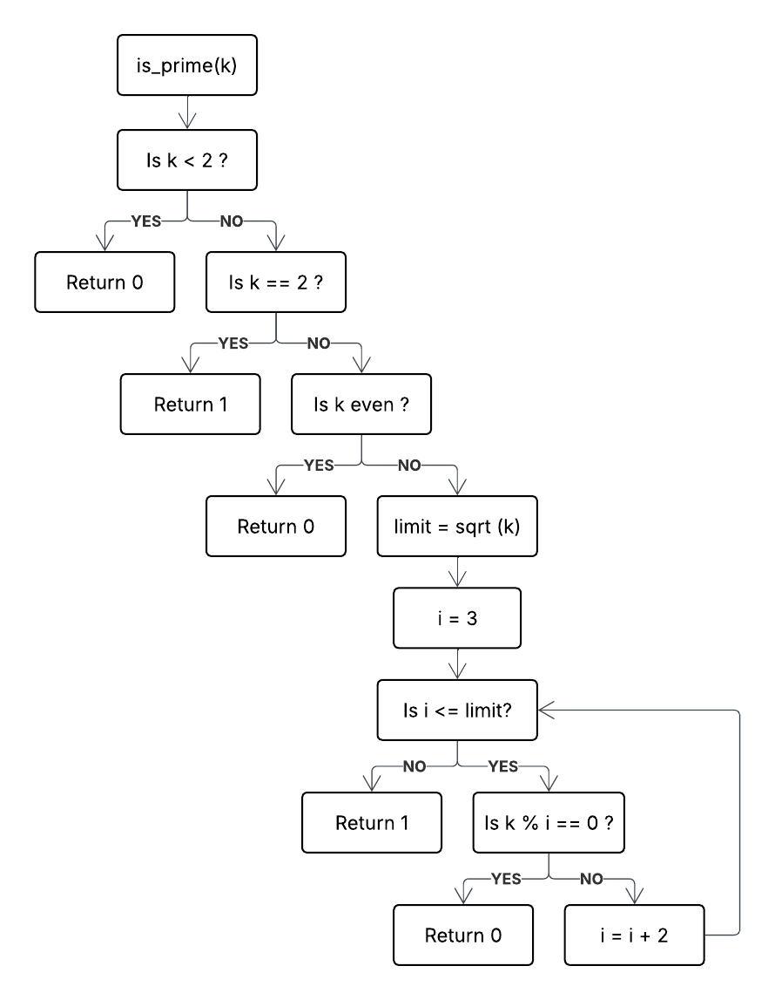 is_prime(k)
Is k < 2 ?
YES
NO
Return 0
Is k == 2 ?
YES
NO
Return 1
Is k even ?
YES
NO
Return 0
limit = sqrt (k)
i = 3
Is i <= limit?
NO
YES
Return 1
Is k % i == 0 ?
YES
NO
Return 0
i = i + 2